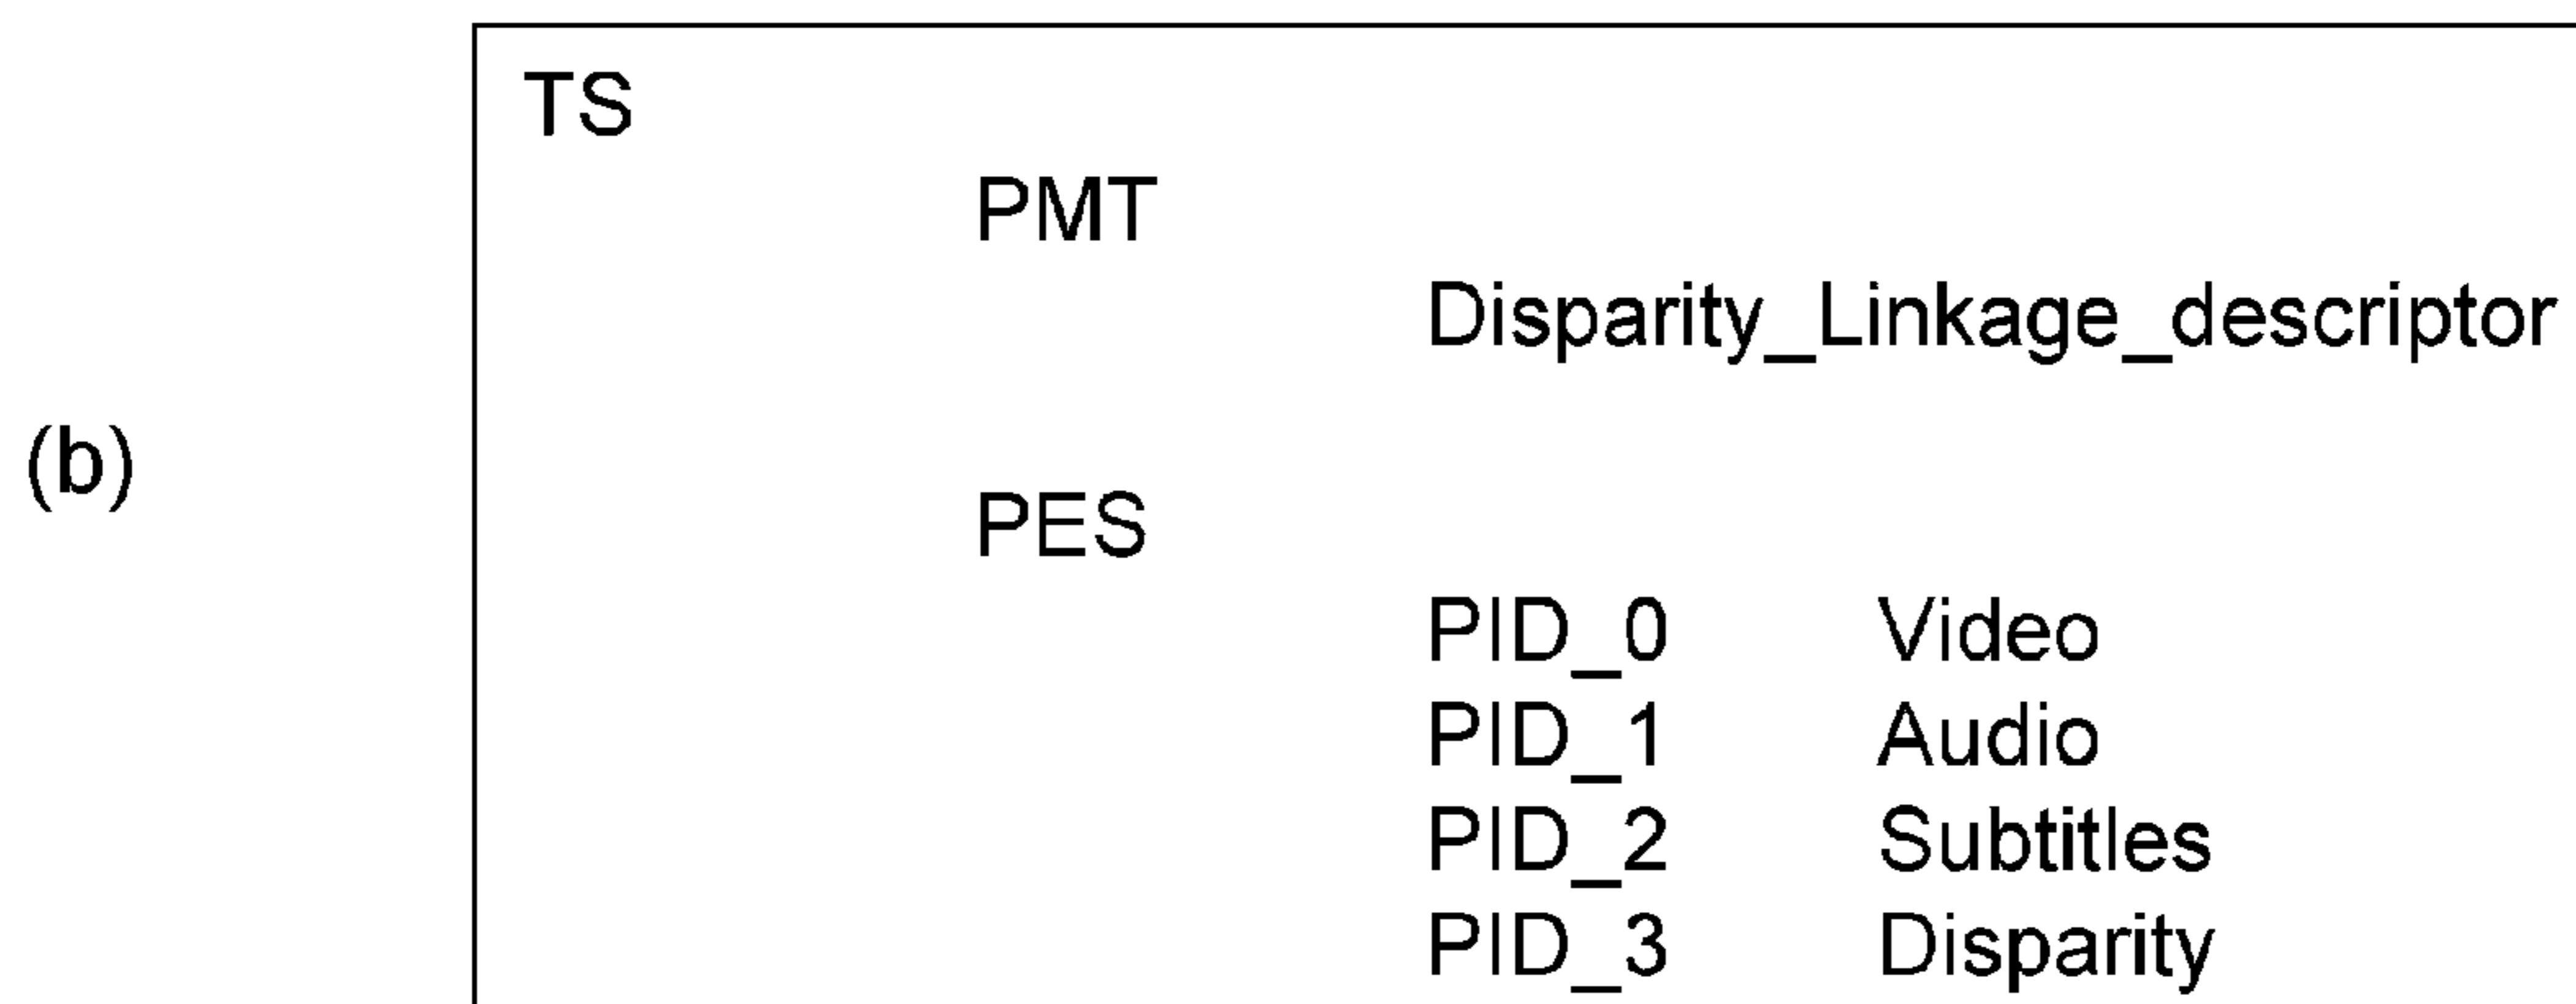 TS
PMT
Disparity_Linkage_descriptor
(b)
PES
PID_0 Video
PID_1 Audio
PID_2 Subtitles
PID_3 Disparity